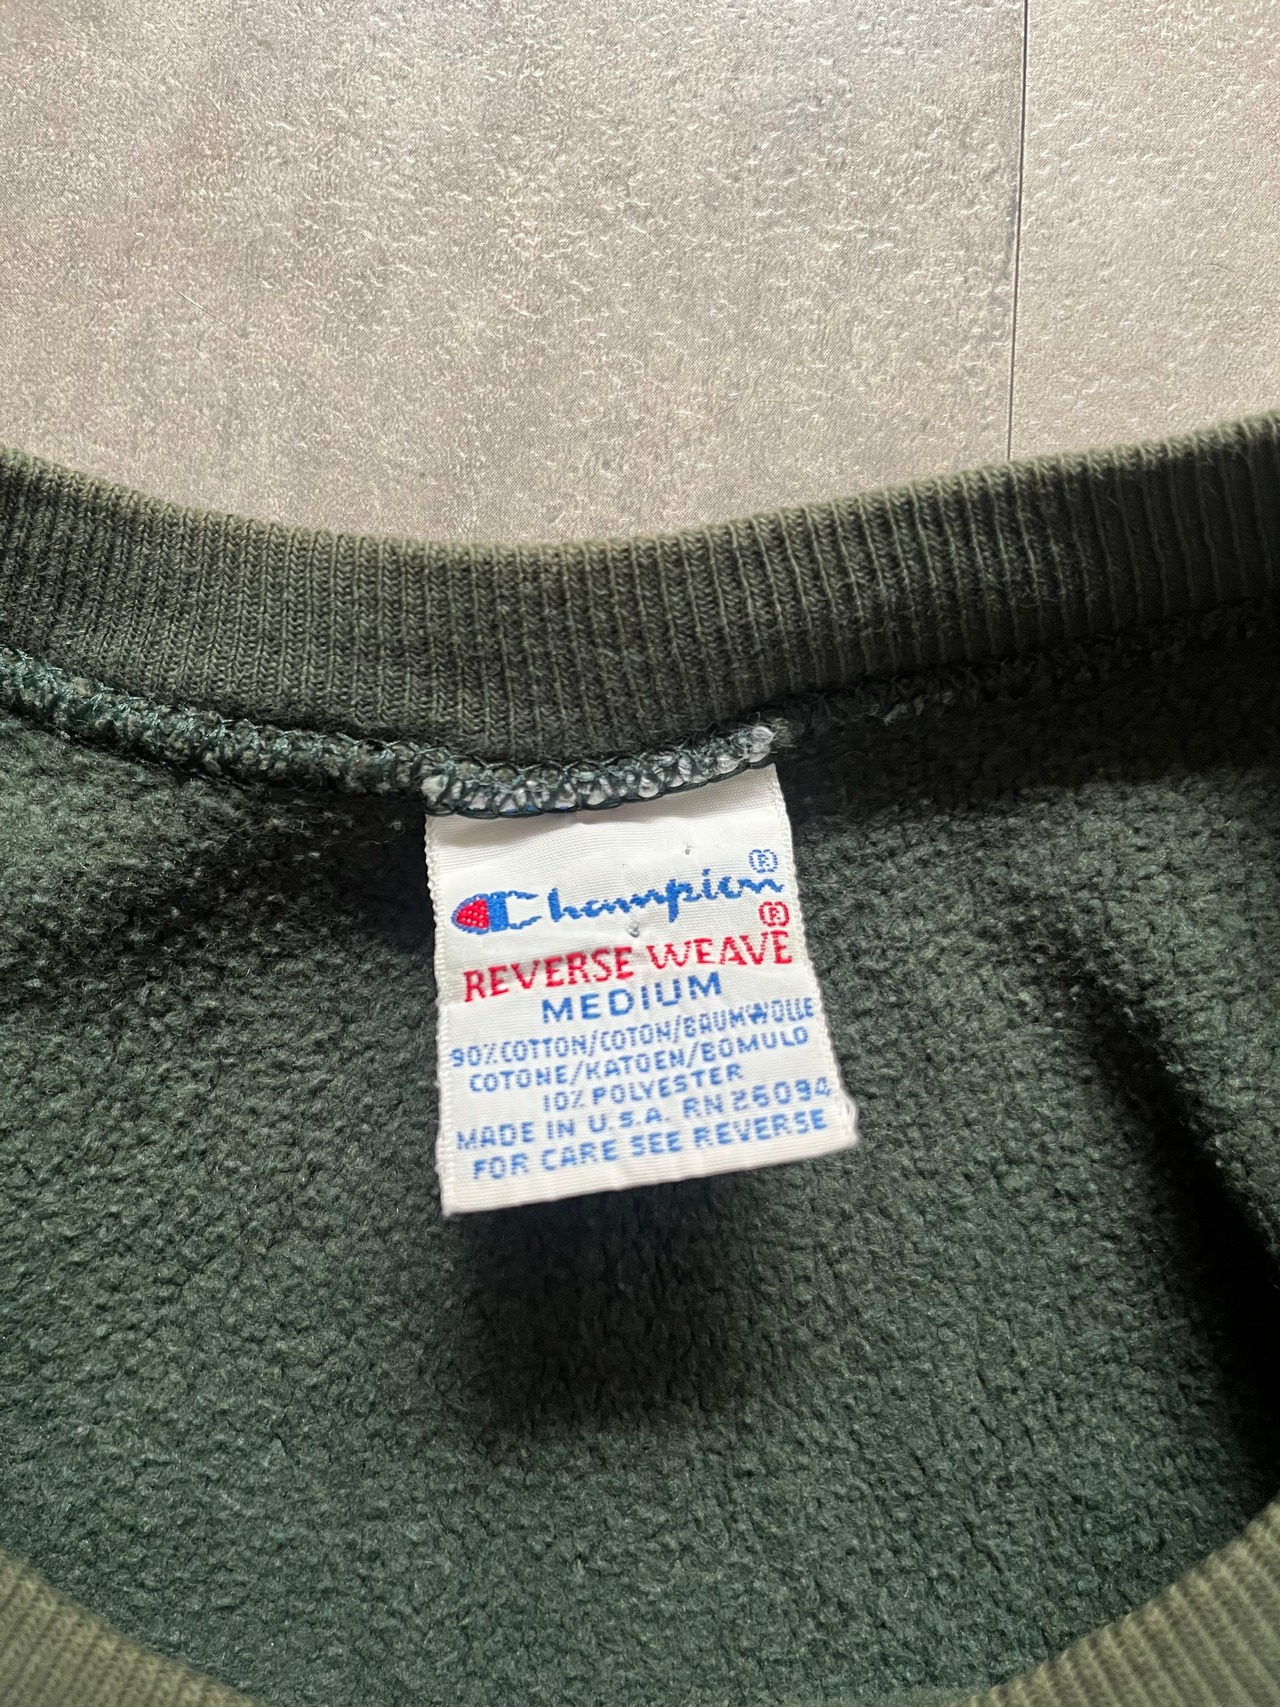 Champion®
REVERSE WEAVE®
MEDIUM
90% COTTON/COTON/BAUMWOLLE
COTONE/KATOEN/BOMULD
10% POLYESTER
MADE IN U.S.A. RN 26094
FOR CARE SEE REVERSE